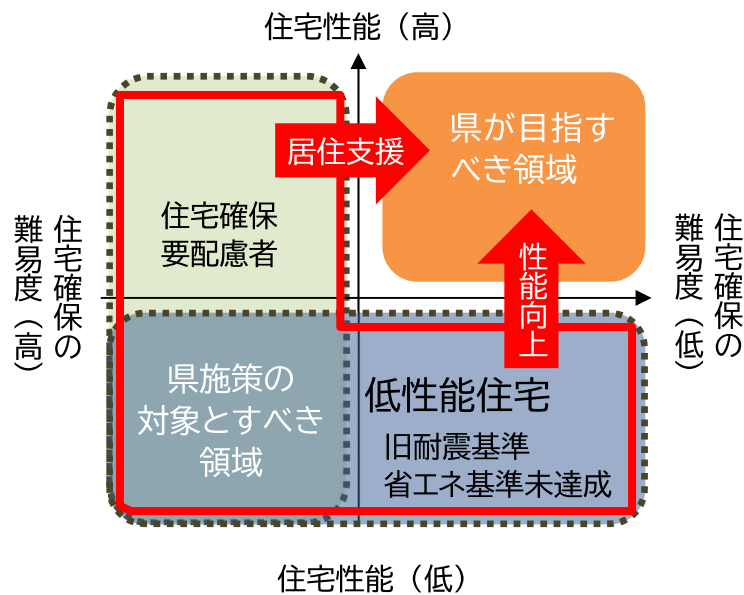 住宅性能（高）
県が目指す
べき領域
居住支援
住宅確保
要配慮者
住宅確保の
難易度（高）
住宅確保の
難易度（低）
性能向上
県施策の
対象とすべき
領域
低性能住宅
旧耐震基準
省エネ基準未達成
住宅性能（低）